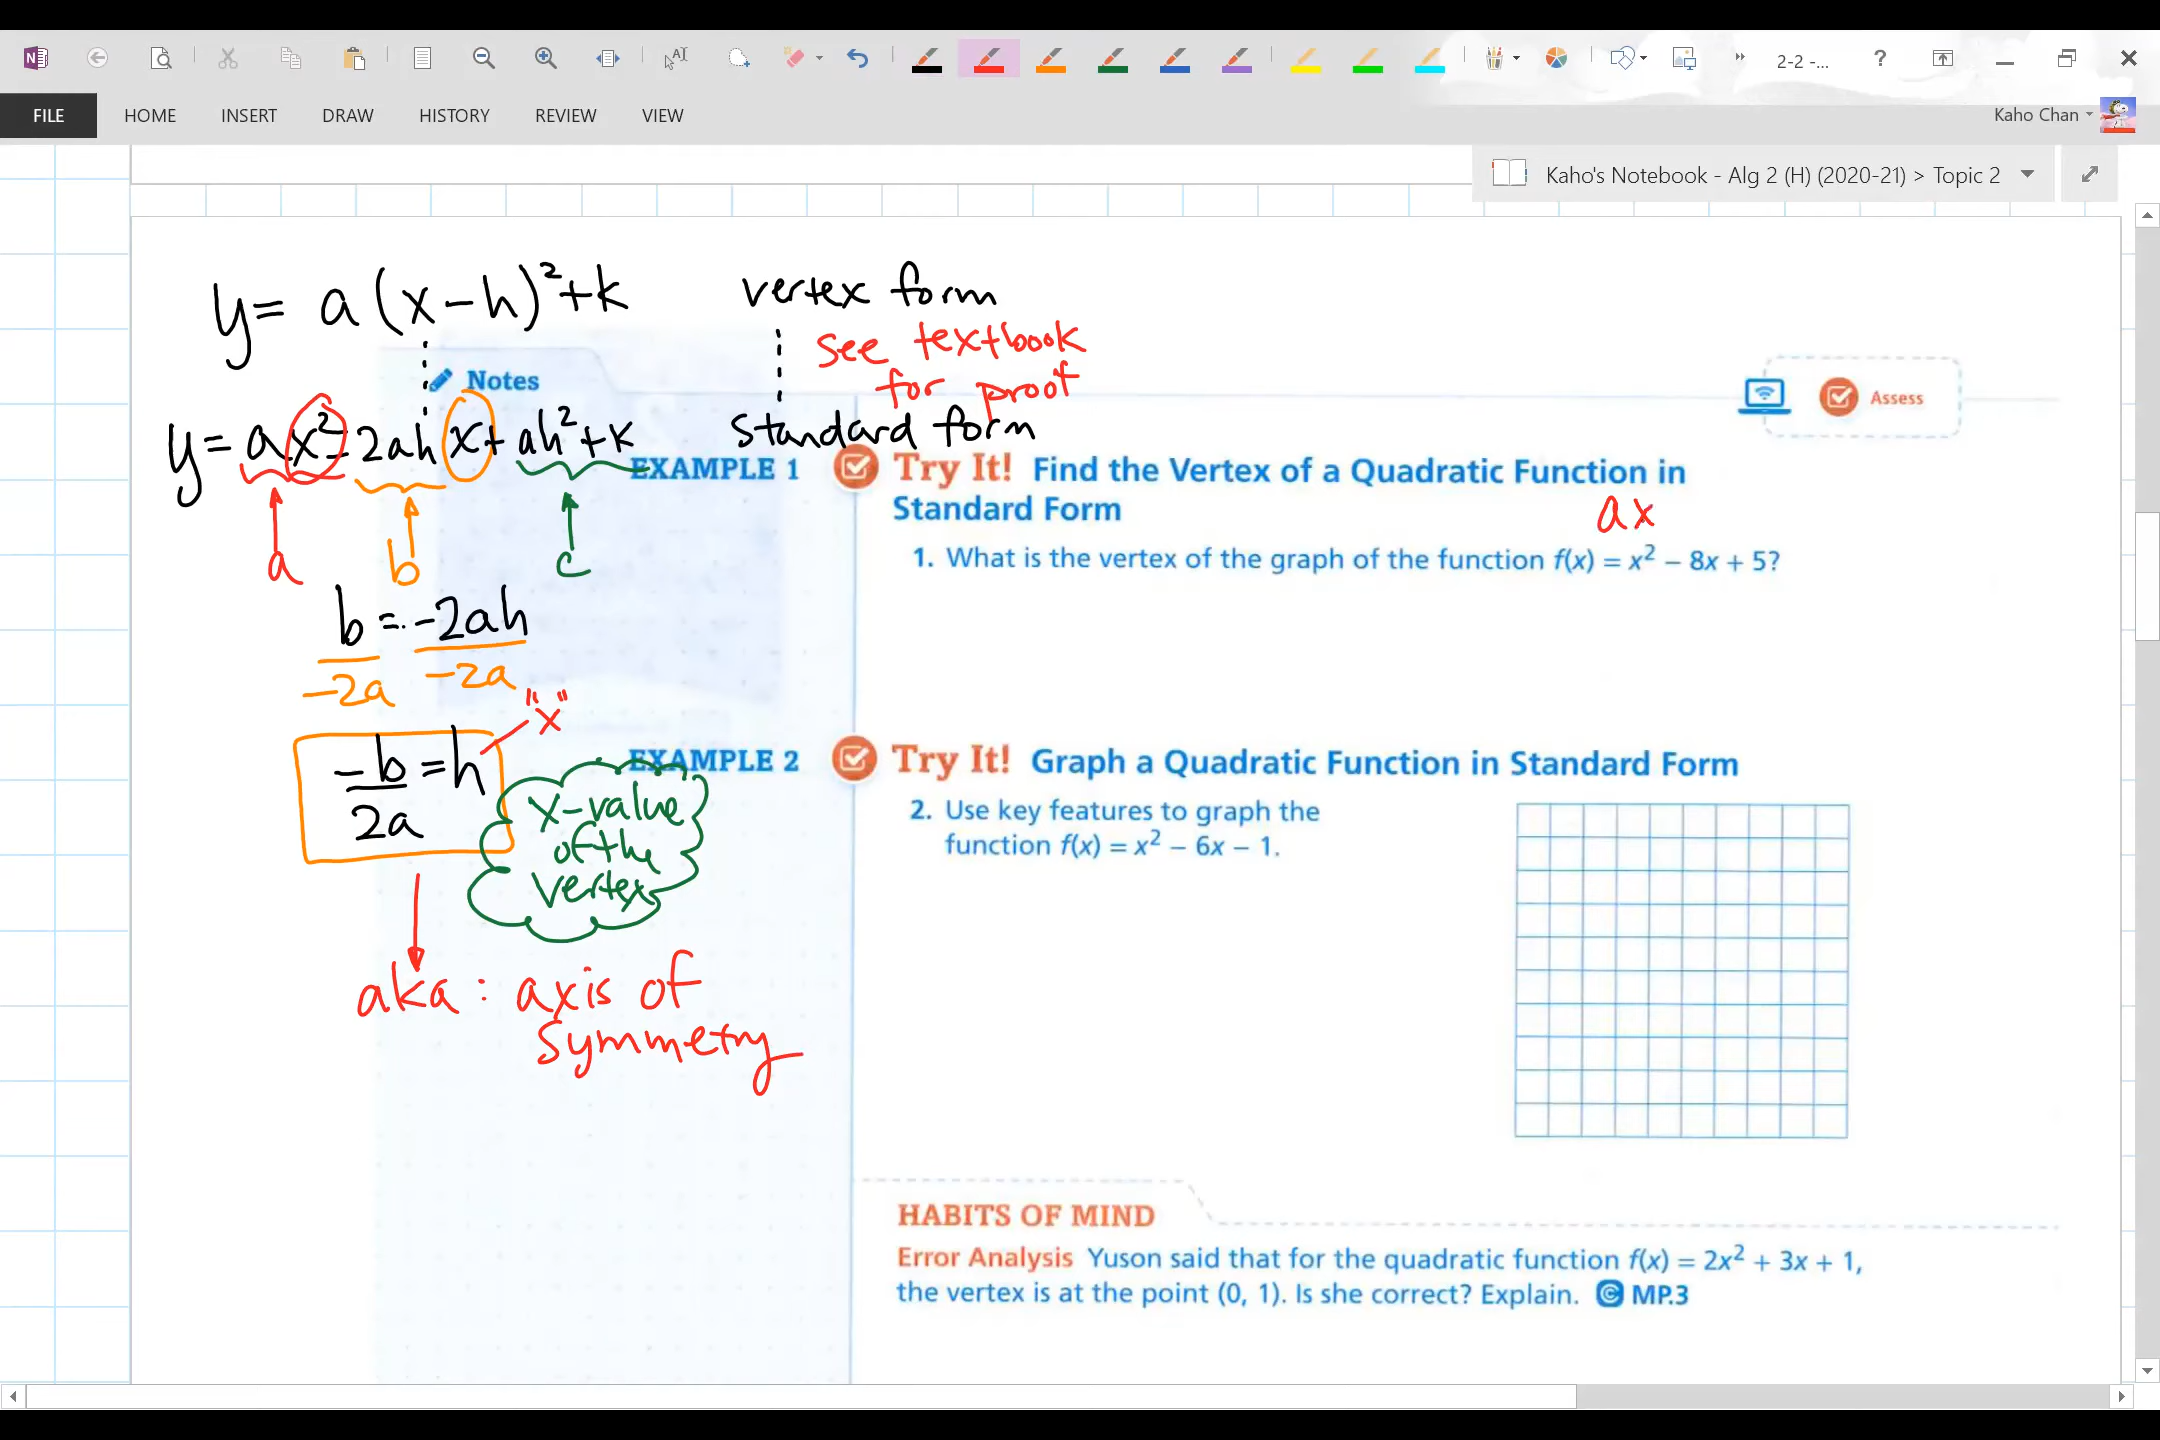 2-2 -...
FILE HOME INSERT DRAW HISTORY REVIEW VIEW
Kaho Chan
Kaho's Notebook - Alg 2 (H) (2020-21) > Topic 2
y = a(x-h)²+k vertex form
see textbook
for proof
Notes
Assess
y = ax²-2ahx+ah²+k standard form
EXAMPLE 1 Try It! Find the Vertex of a Quadratic Function in
Standard Form
ax
1. What is the vertex of the graph of the function f(x) = x² − 8x + 5?
a b c
b = -2ah
-2a -2a
"x"
-b = h
2a
x-value
of the
vertex
aka: axis of
symmetry
EXAMPLE 2 Try It! Graph a Quadratic Function in Standard Form
2. Use key features to graph the
function f(x) = x² − 6x − 1.
HABITS OF MIND
Error Analysis Yuson said that for the quadratic function f(x) = 2x² + 3x + 1,
the vertex is at the point (0, 1). Is she correct? Explain. MP.3